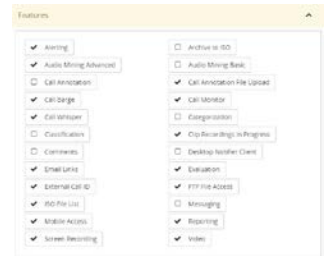 Features
Alerting
Archive to ISO
Audio Mining Advanced
Audio Mining Basic
Call Annotation
Call Annotation File Upload
Call Barge
Call Monitor
Call Whisper
Categorization
Classification
Clip Recordings in Progress
Comments
Desktop Notifier Client
Email Links
Evaluation
External Call ID
FTP File Access
ISO File List
Messaging
Mobile Access
Reporting
Screen Recording
Video